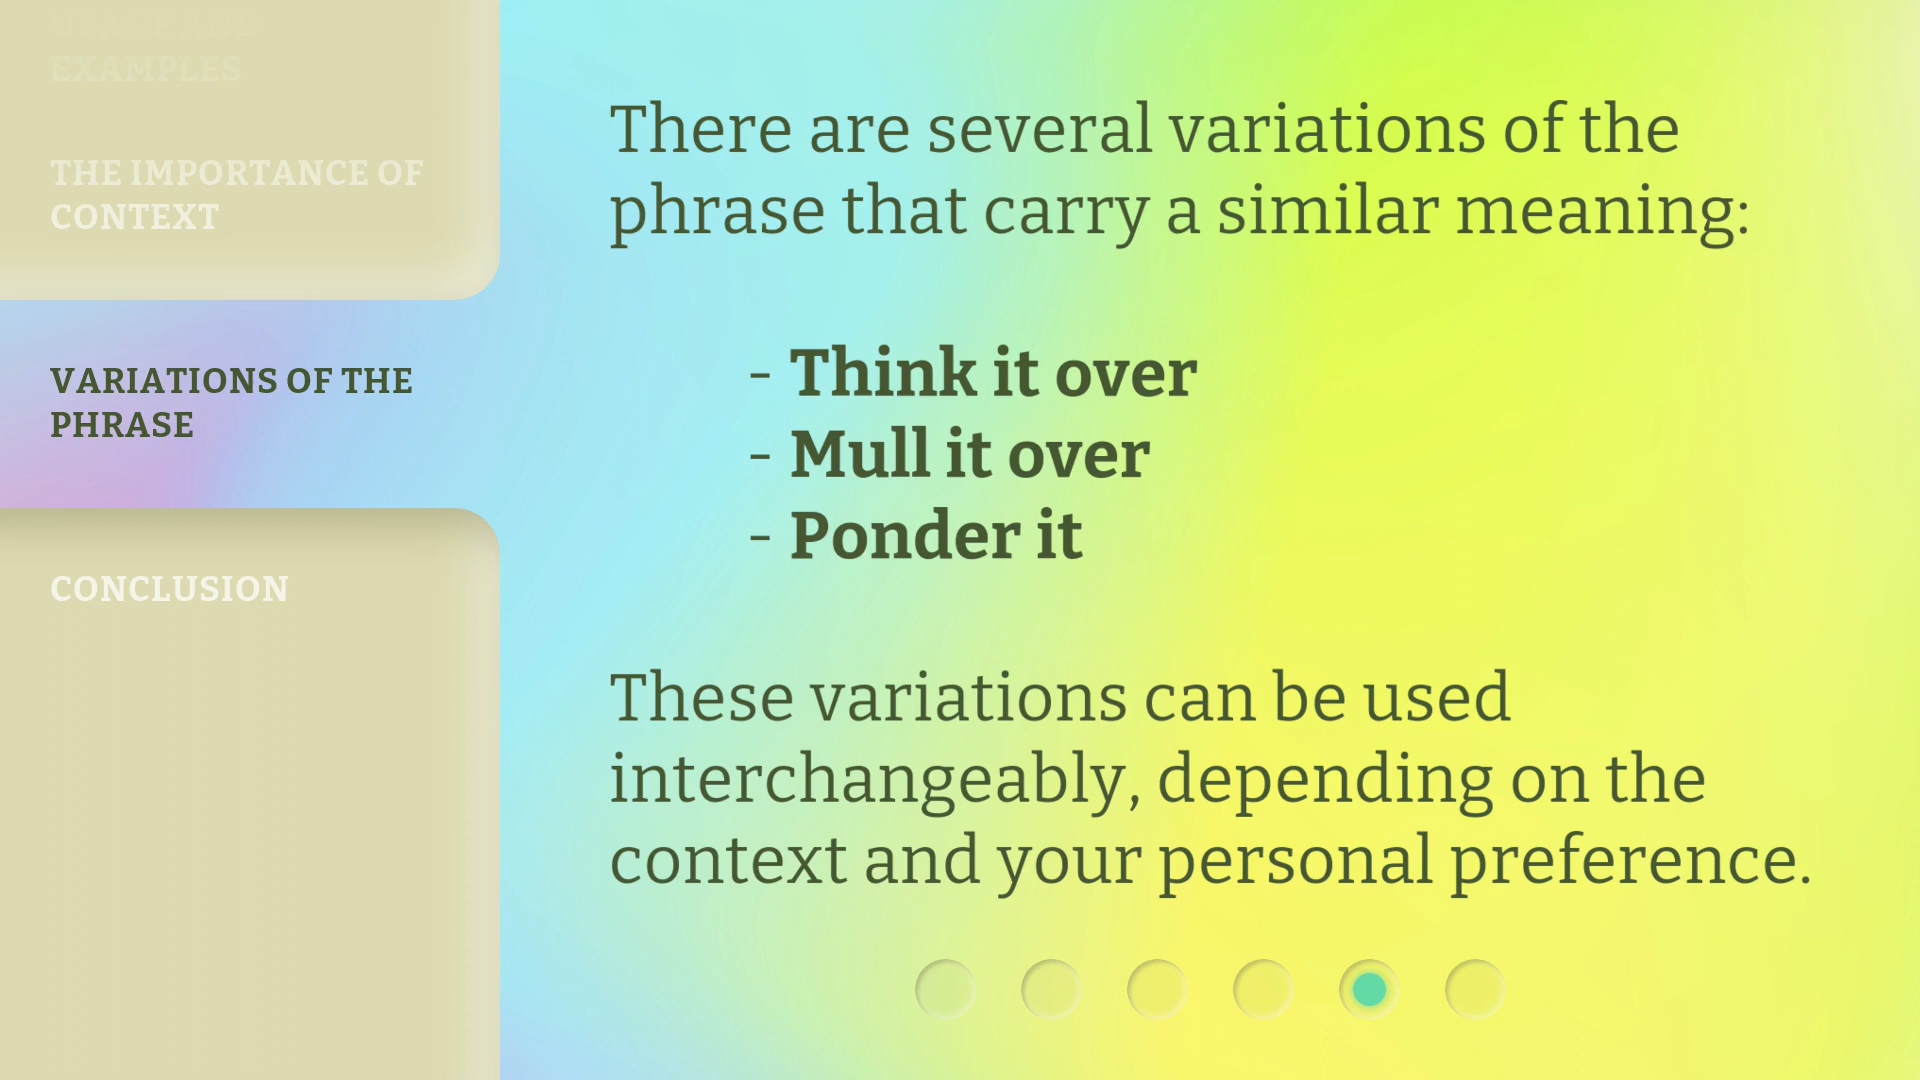 USAGE AND
EXAMPLES
THE IMPORTANCE OF
CONTEXT
VARIATIONS OF THE
PHRASE
CONCLUSION
There are several variations of the
phrase that carry a similar meaning:
- Think it over
- Mull it over
- Ponder it
These variations can be used
interchangeably, depending on the
context and your personal preference.